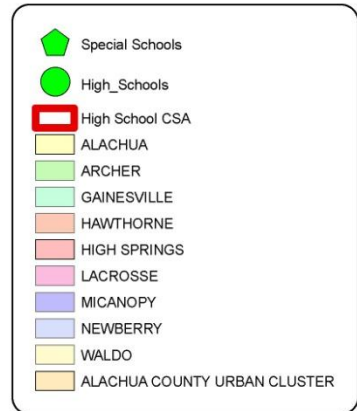 Special Schools
High_Schools
High School CSA
ALACHUA
ARCHER
GAINESVILLE
HAWTHORNE
HIGH SPRINGS
LACROSSE
MICANOPY
NEWBERRY
WALDO
ALACHUA COUNTY URBAN CLUSTER